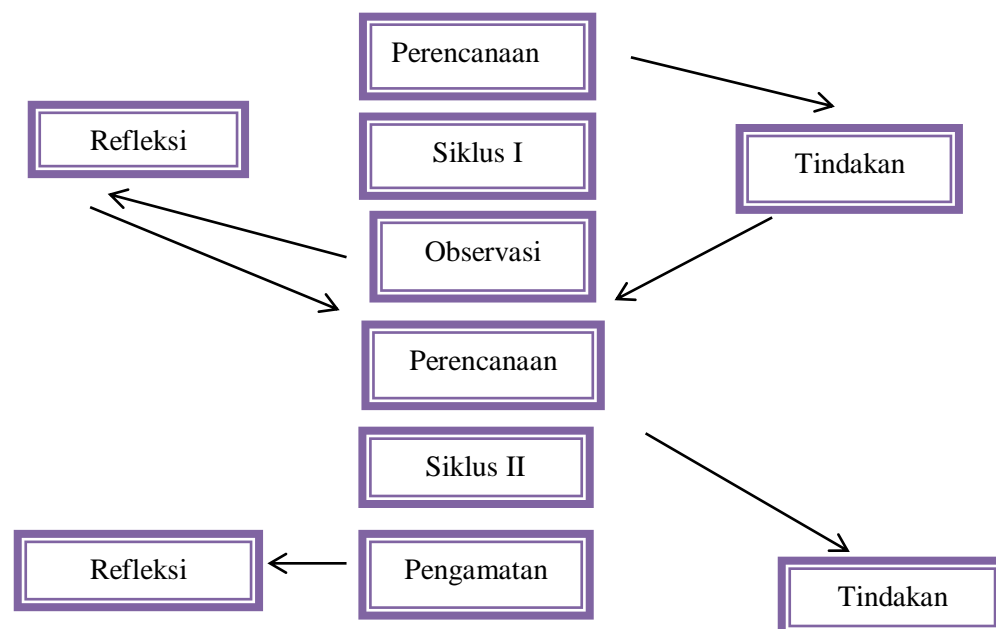 Perencanaan
Refleksi
Siklus I
Tindakan
Observasi
Perencanaan
Siklus II
Refleksi
Pengamatan
Tindakan